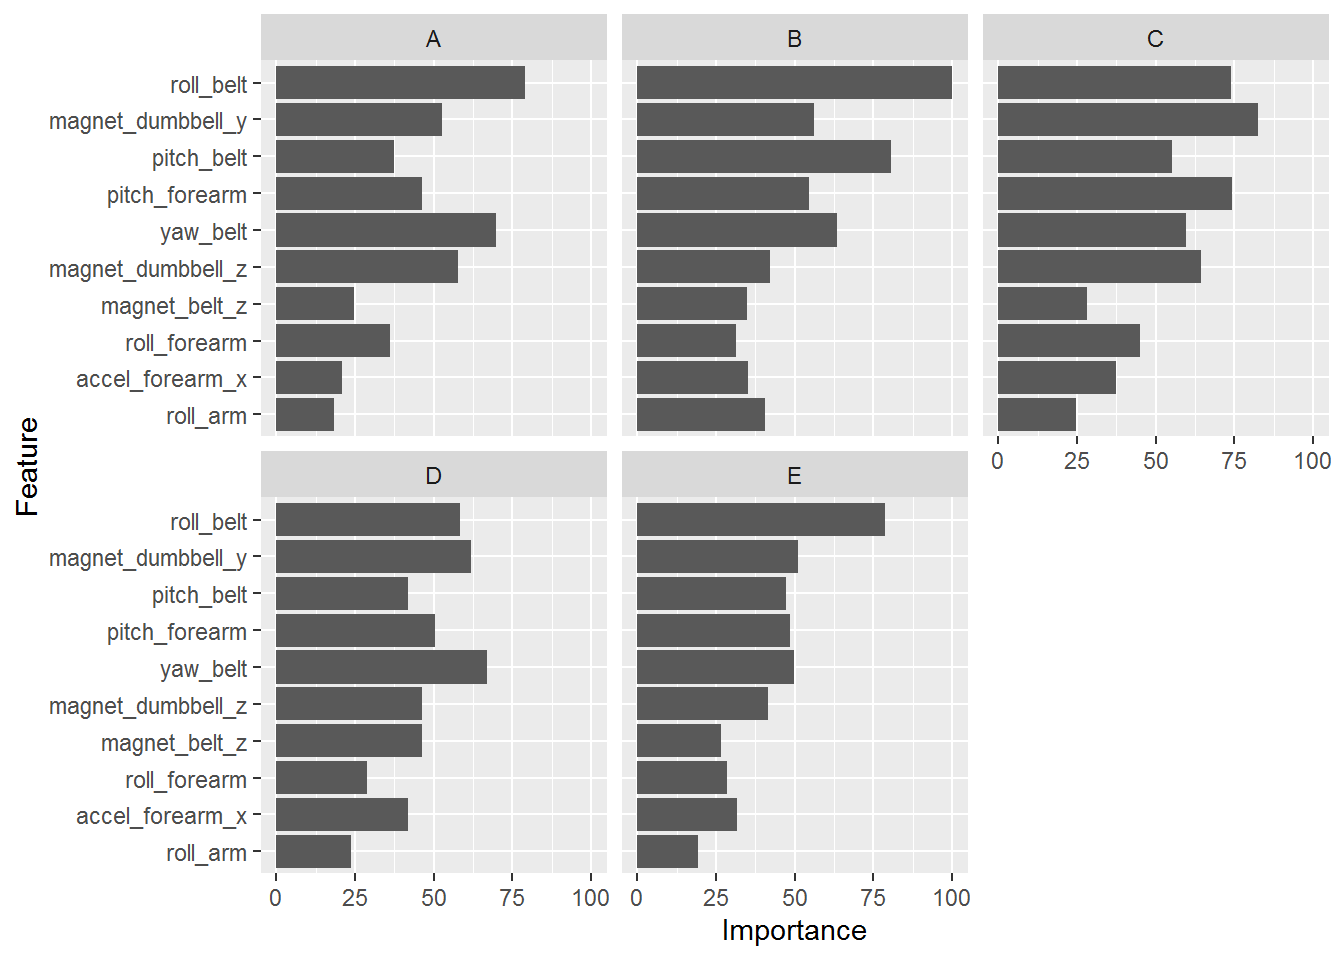 A
B
C
roll_belt
magnet_dumbbell_y
pitch_belt
pitch_forearm
yaw_belt
magnet_dumbbell_z
magnet_belt_z
roll_forearm
accel_forearm_x
roll_arm
0 25 50 75 100
D
E
roll_belt
magnet_dumbbell_y
pitch_belt
pitch_forearm
yaw_belt
magnet_dumbbell_z
magnet_belt_z
roll_forearm
accel_forearm_x
roll_arm
0 25 50 75 100
0 25 50 75 100
Importance
Feature